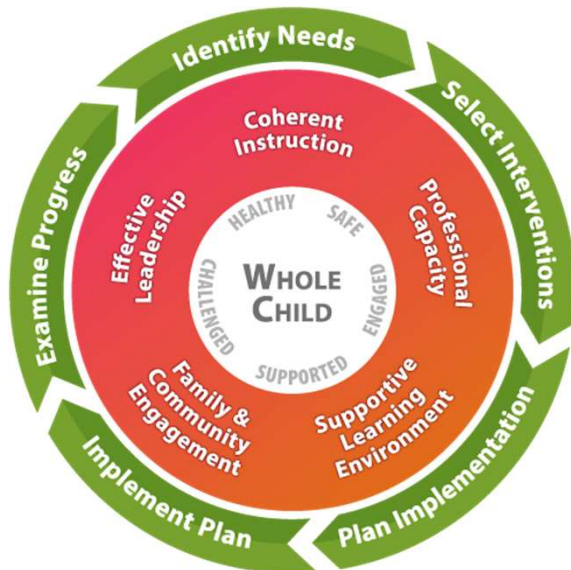 Identify Needs
Select Interventions
Plan Implementation
Implement Plan
Examine Progress
Coherent
Instruction
Professional
Capacity
Supportive
Learning
Environment
Family &
Community
Engagement
Effective
Leadership
HEALTHY
SAFE
ENGAGED
SUPPORTED
CHALLENGED
WHOLE
CHILD